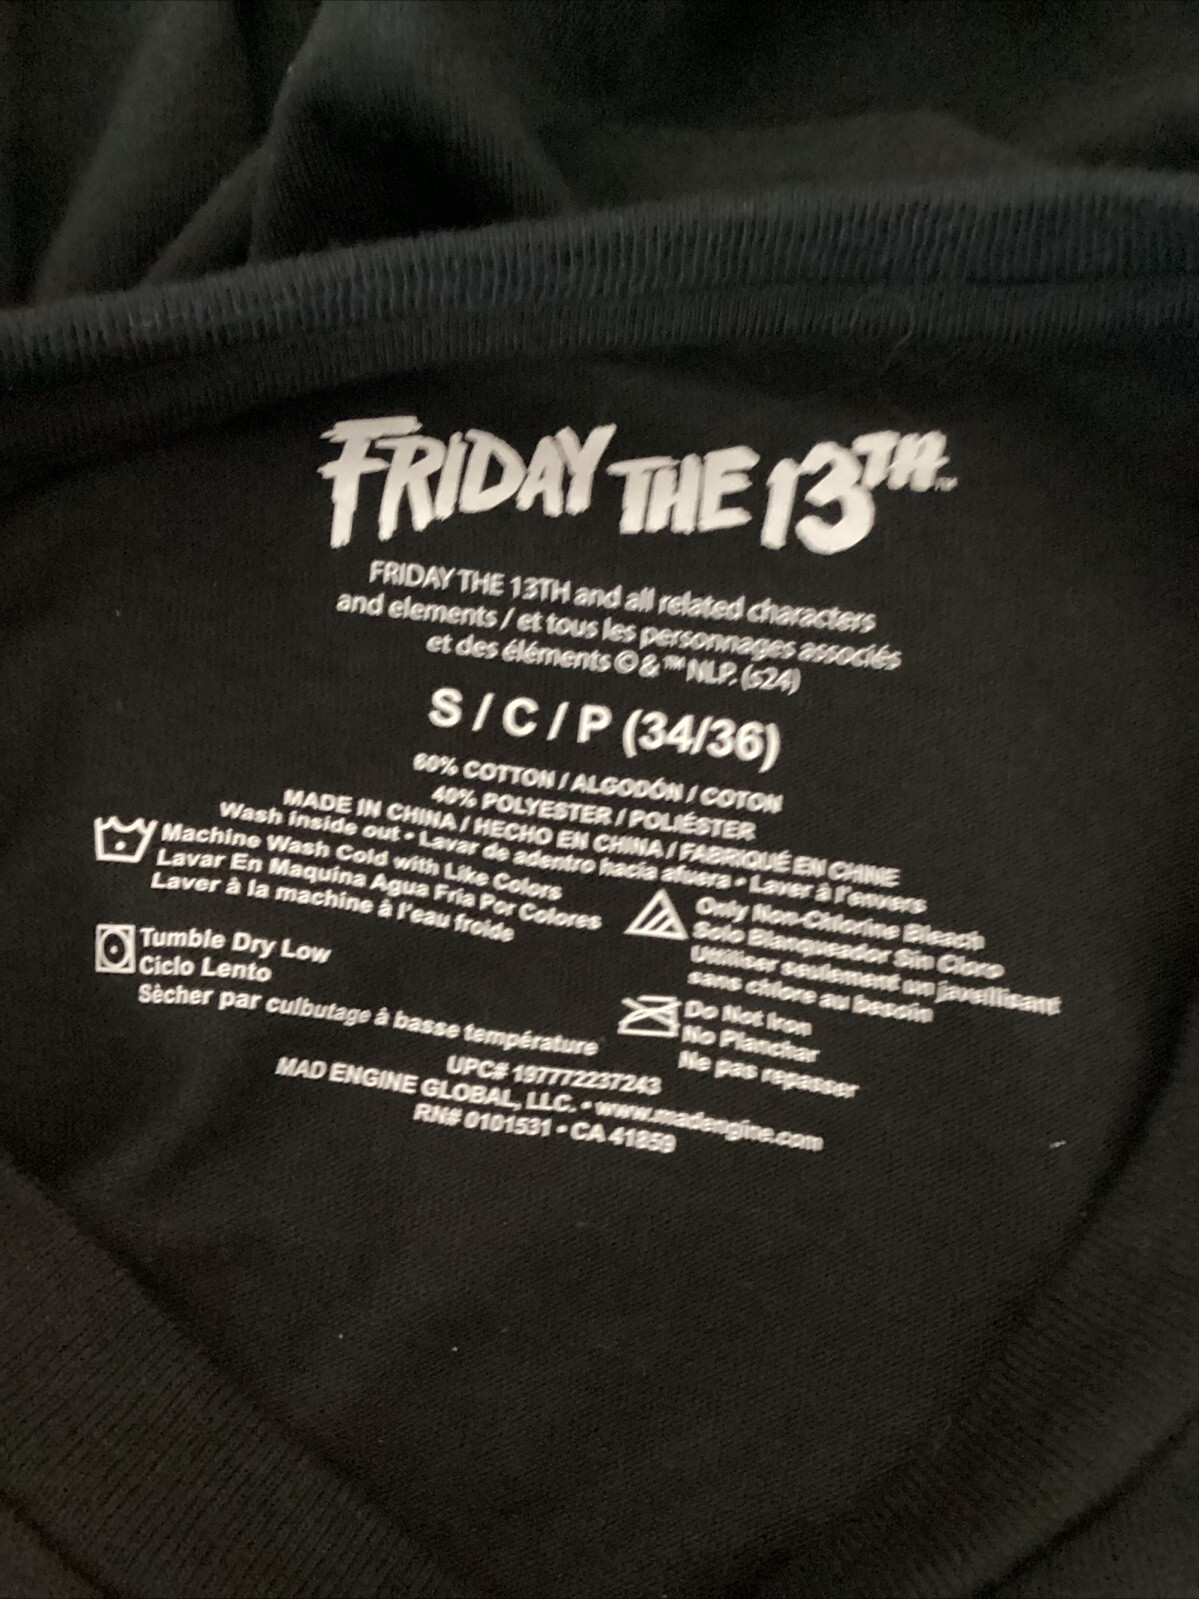 FRIDAY THE 13TH™
FRIDAY THE 13TH and all related characters
and elements / et tous les personnages associés
et des éléments © & ™ NLP. (s24)
S / C / P (34/36)
60% COTTON / ALGODÓN / COTON
40% POLYESTER / POLIÉSTER
MADE IN CHINA / HECHO EN CHINA / FABRIQUÉ EN CHINE
Wash inside out • Lavar de adentro hacia afuera • Laver à l'envers
Machine Wash Cold with Like Colors
Lavar En Maquina Agua Fria Por Colores
Laver à la machine à l'eau froide
Only Non-Chlorine Bleach
Solo Blanqueador Sin Cloro
Utiliser seulement un javellisant
sans chlore au besoin
Tumble Dry Low
Ciclo Lento
Sècher par culbutage à basse température
Do Not Iron
No Planchar
Ne pas repasser
UPC# 197772237243
MAD ENGINE GLOBAL, LLC. • www.madengine.com
RN# 0101531 • CA 41859